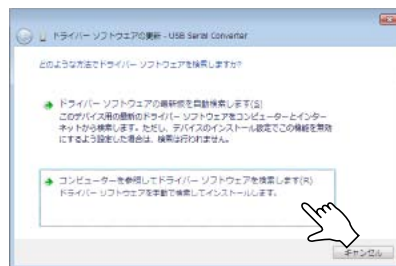 ドライバー ソフトウェアの更新 - USB Serial Converter
どのような方法でドライバー ソフトウェアを検索しますか?
ドライバー ソフトウェアの最新版を自動検索します(S)
このデバイス用の最新のドライバー ソフトウェアをコンピューターとインター
ネットから検索します。ただし、デバイスのインストール設定でこの機能を無効
にするよう設定した場合は、検索は行われません。
コンピューターを参照してドライバー ソフトウェアを検索します(R)
ドライバー ソフトウェアを手動で検索してインストールします。
キャンセル